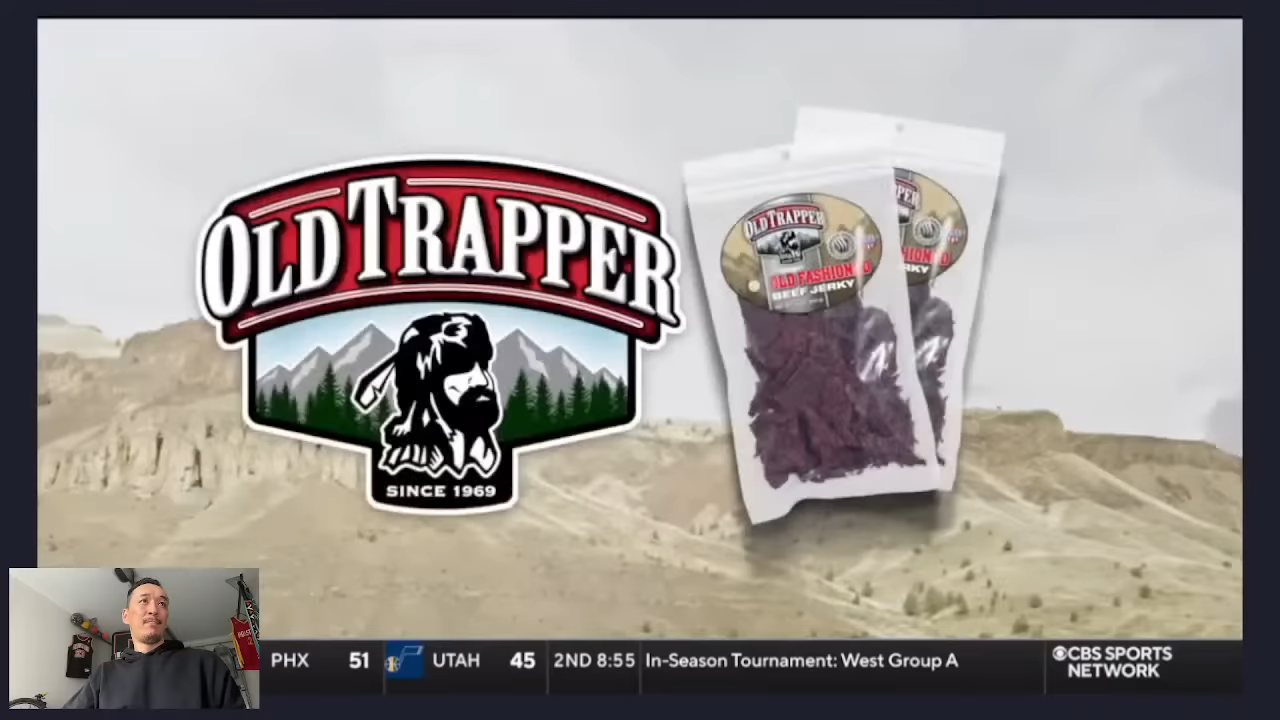 OLD TRAPPER
SINCE 1969
OLD TRAPPER
OLD FASHIONED
BEEF JERKY
PHX 51 UTAH 45 2ND 8:55 In-Season Tournament: West Group A
CBS SPORTS
NETWORK